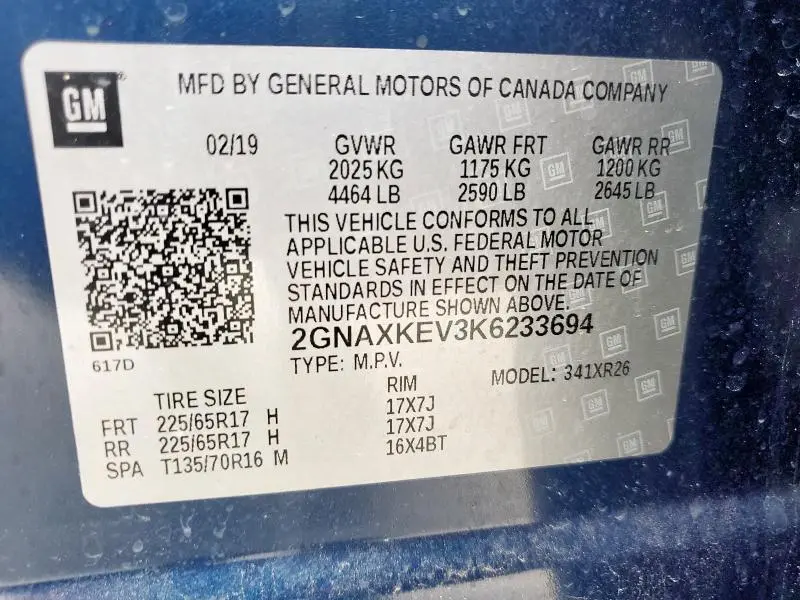 GM
MFD BY GENERAL MOTORS OF CANADA COMPANY
02/19 GVWR GAWR FRT GAWR RR
2025 KG 1175 KG 1200 KG
4464 LB 2590 LB 2645 LB
THIS VEHICLE CONFORMS TO ALL
APPLICABLE U.S. FEDERAL MOTOR
VEHICLE SAFETY AND THEFT PREVENTION
STANDARDS IN EFFECT ON THE DATE OF
MANUFACTURE SHOWN ABOVE.
2GNAXKEV3K6233694
617D
TYPE: M.P.V. MODEL: 341XR26
TIRE SIZE RIM
FRT 225/65R17 H 17X7J
RR 225/65R17 H 17X7J
SPA T135/70R16 M 16X4BT